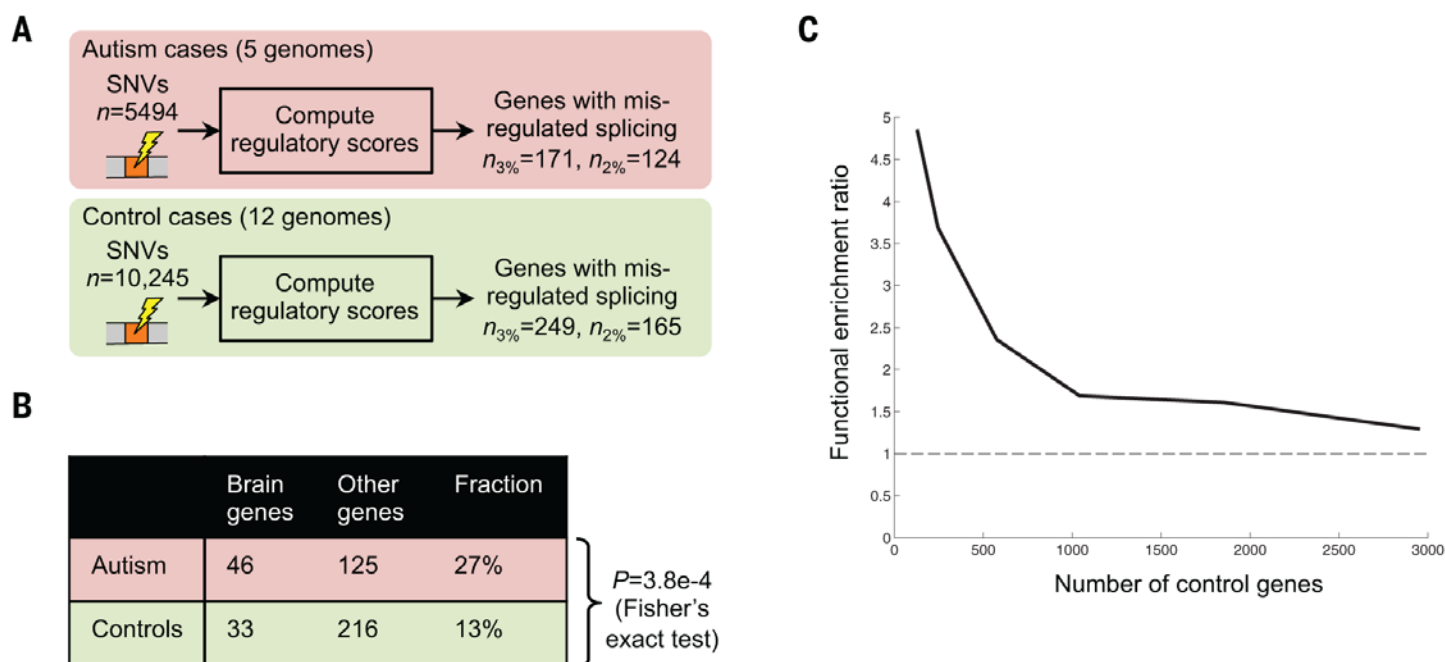 A
Autism cases (5 genomes)
SNVs
n=5494
Compute
regulatory scores
Genes with mis-
regulated splicing
n3%=171, n2%=124
Control cases (12 genomes)
SNVs
n=10,245
Compute
regulatory scores
Genes with mis-
regulated splicing
n3%=249, n2%=165
B
Brain genes
Other genes
Fraction
Autism 46 125 27%
Controls 33 216 13%
P=3.8e-4
(Fisher's
exact test)
C
Functional enrichment ratio
5
4.5
4
3.5
3
2.5
2
1.5
1
0.5
0
0 500 1000 1500 2000 2500 3000
Number of control genes